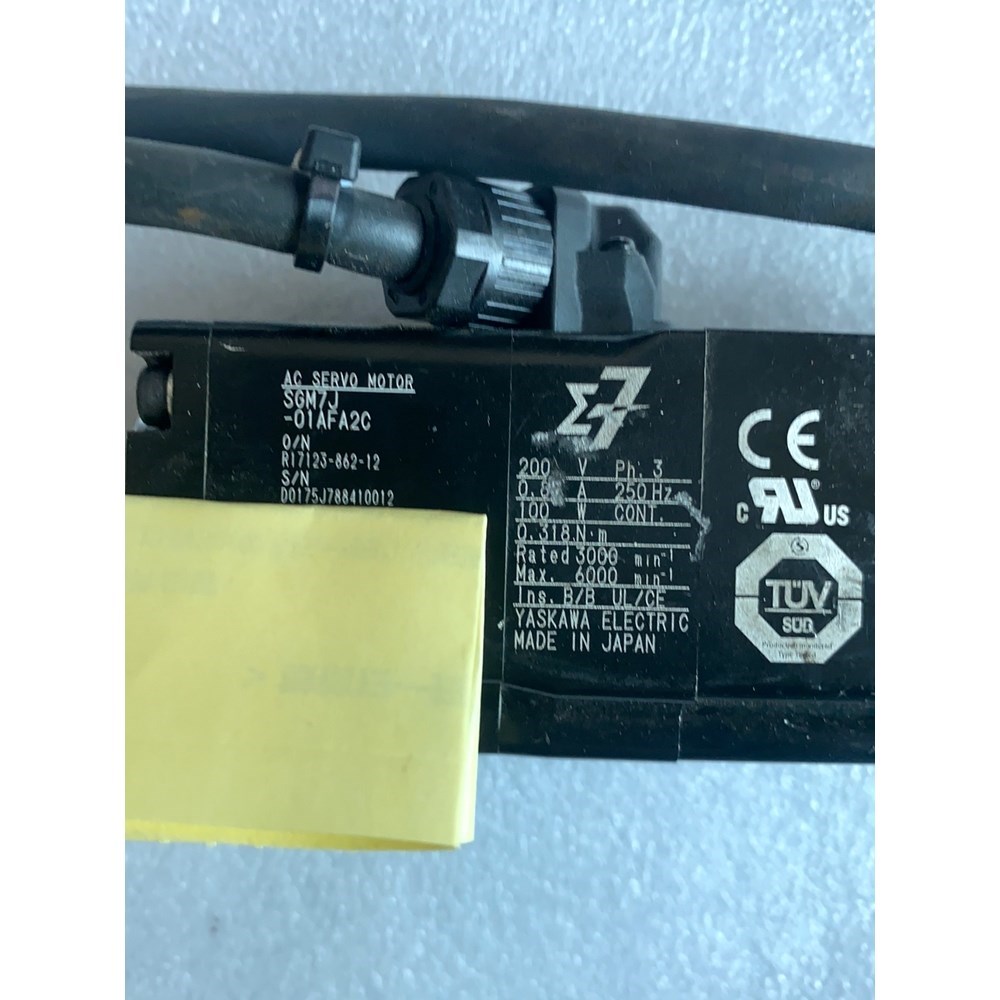 AC SERVO MOTOR
SGM7J
-01AFA2C
O/N
R17123-862-12
S/N
D0175J788410012
Σ7
200 V Ph. 3
A 250 Hz
100 W CONT.
0.318 N·m
Rated 3000 min⁻¹
Max. 6000 min⁻¹
Ins. B/B UL/CE
YASKAWA ELECTRIC
MADE IN JAPAN
CE
C RU ® US
TÜV
SÜD